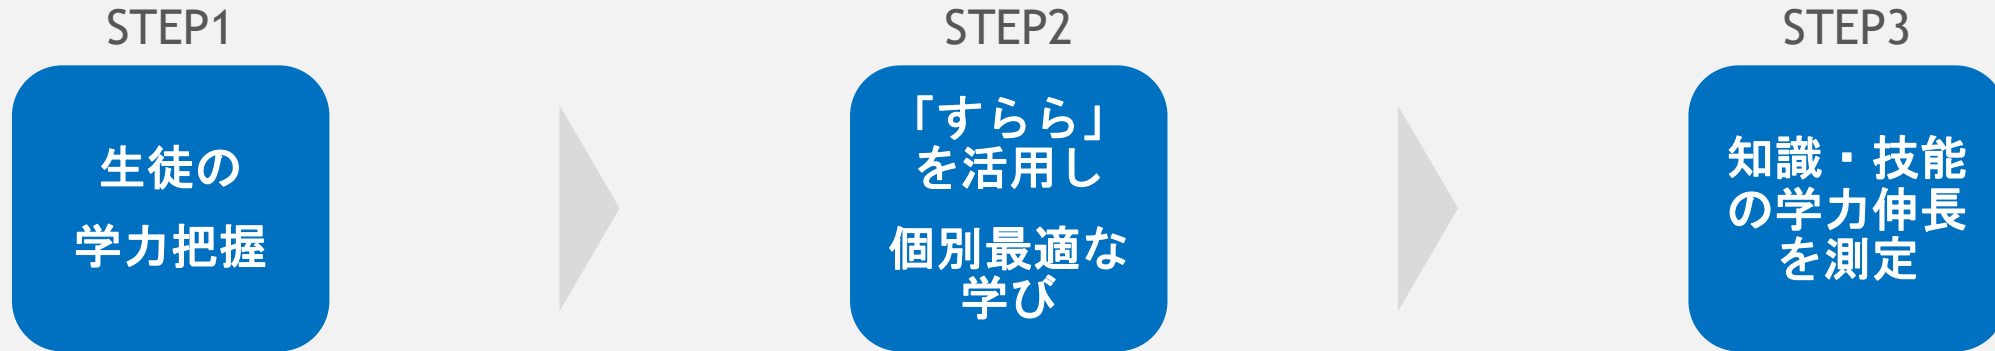 STEP1
生徒の
学力把握
STEP2
「すらら」
を活用し
個別最適な
学び
STEP3
知識・技能
の学力伸長
を測定